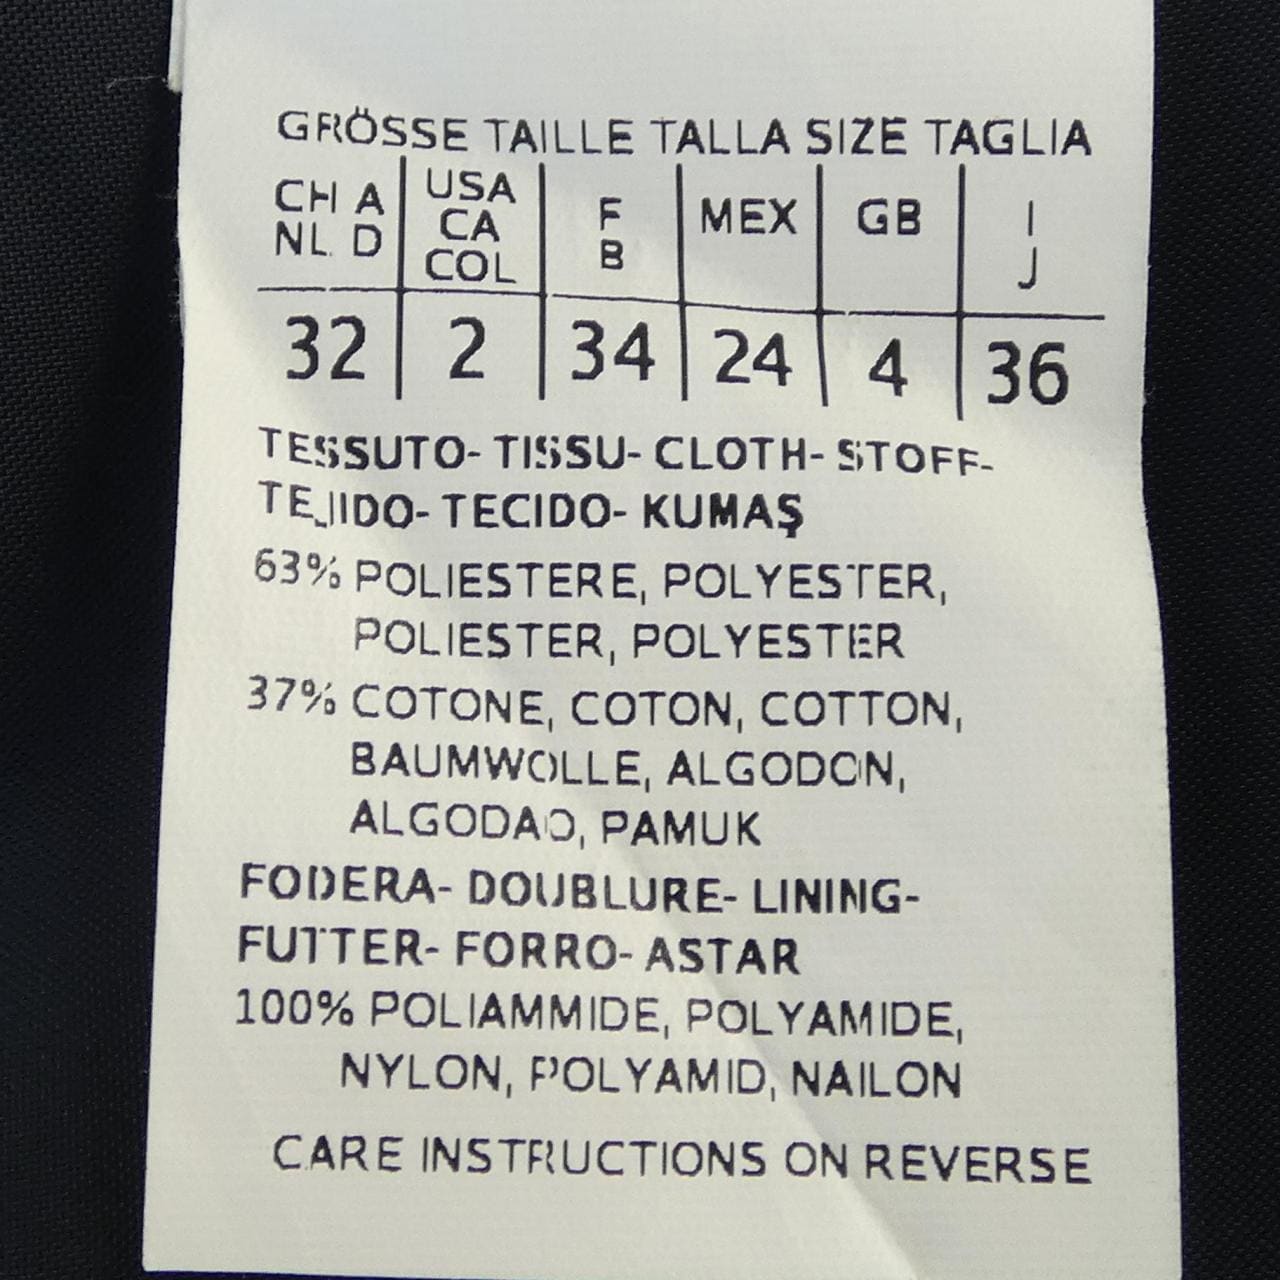 GRÖSSE TAILLE TALLA SIZE TAGLIA
CH A NL D USA CA COL F B MEX GB I J
32 2 34 24 4 36
TESSUTO- TISSU- CLOTH- STOFF-
TEJIDO- TECIDO- KUMAŞ
63% POLIESTERE, POLYESTER,
POLIESTER, POLYESTER
37% COTONE, COTON, COTTON,
BAUMWOLLE, ALGODON,
ALGODAO, PAMUK
FODERA- DOUBLURE- LINING-
FUTTER- FORRO- ASTAR
100% POLIAMMIDE, POLYAMIDE,
NYLON, POLYAMID, NAILON
CARE INSTRUCTIONS ON REVERSE